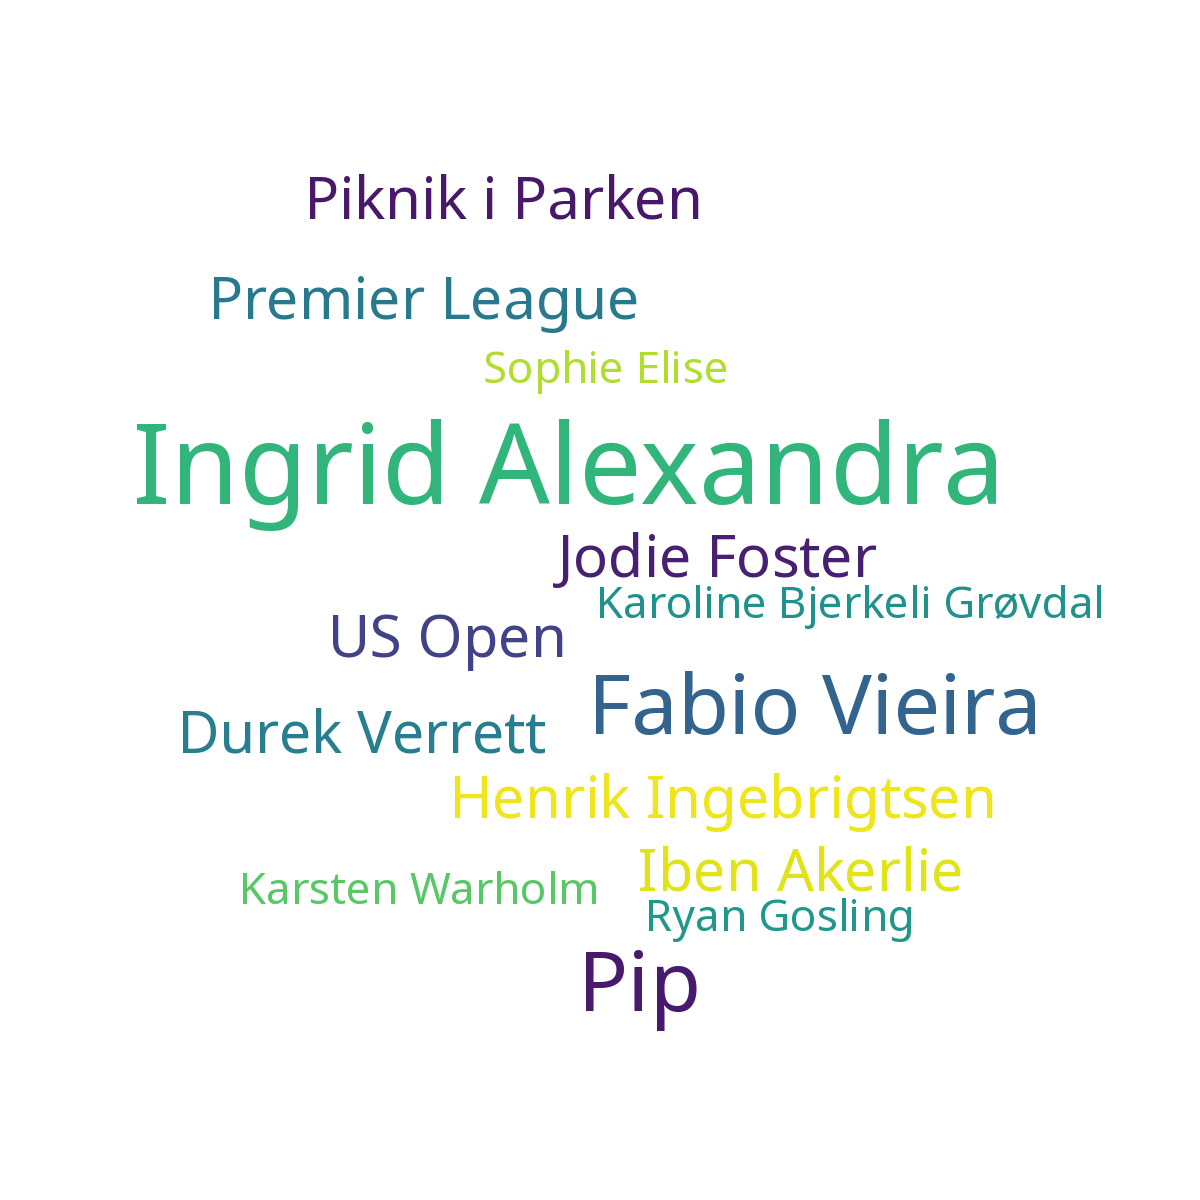 Piknik i Parken
Premier League
Sophie Elise
Ingrid Alexandra
Jodie Foster
Karoline Bjerkeli Grøvdal
US Open
Fabio Vieira
Durek Verrett
Henrik Ingebrigtsen
Iben Akerlie
Karsten Warholm
Ryan Gosling
Pip